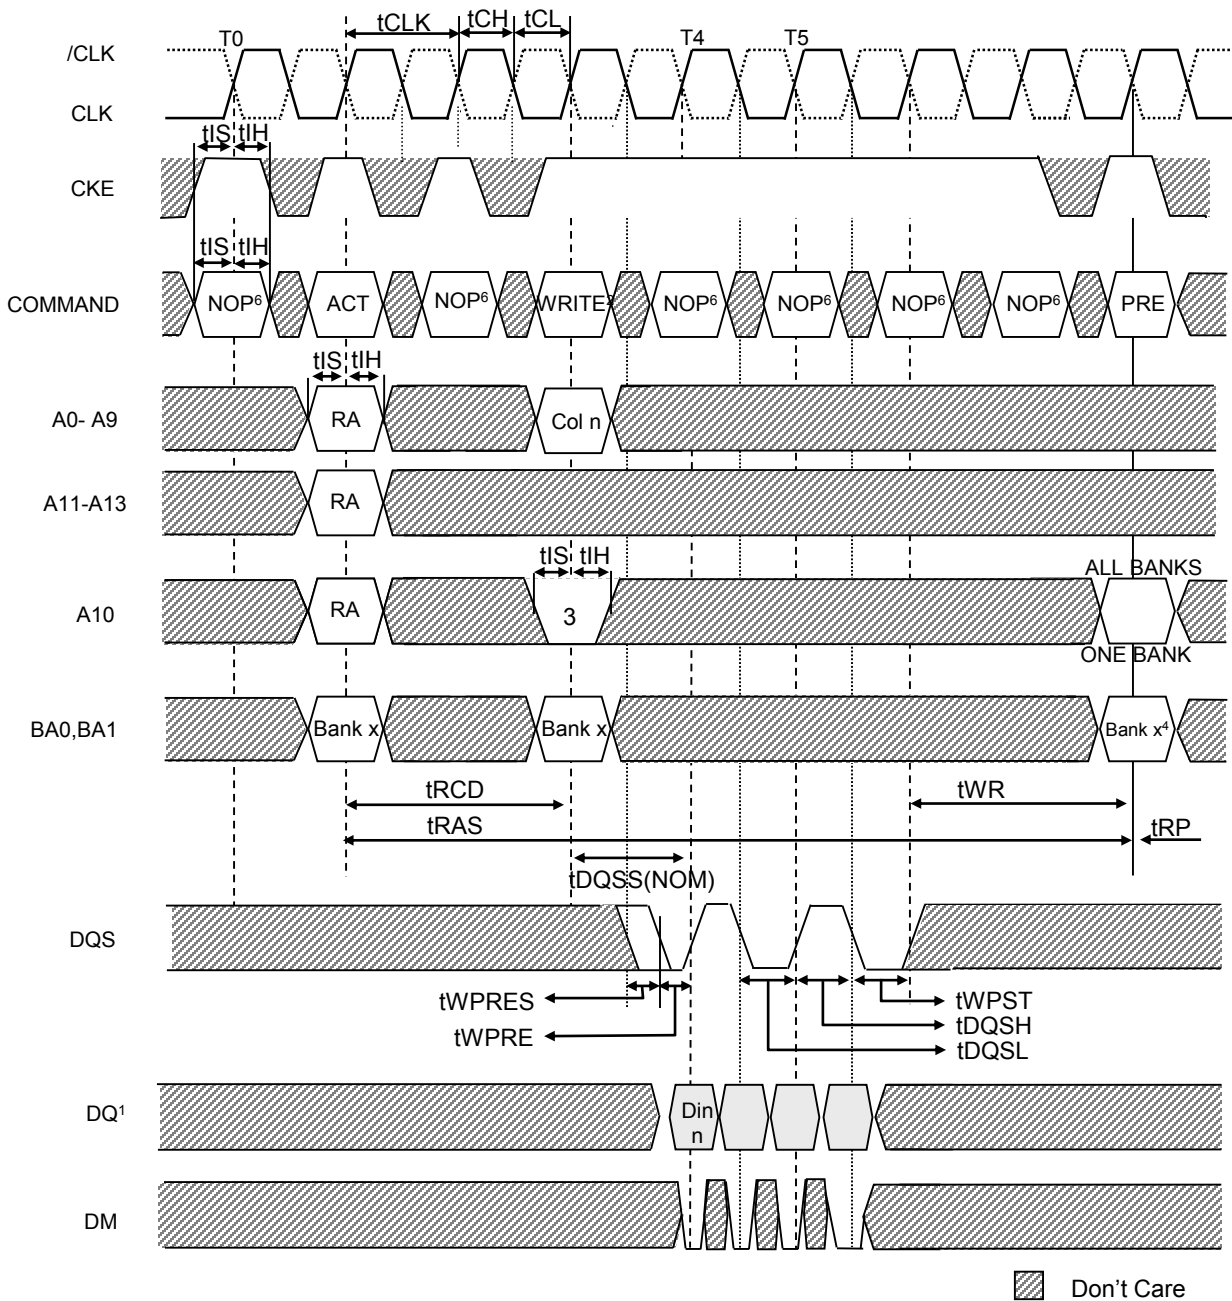 tCLK tCH tCL
T0 T4 T5
/CLK
CLK
tIS tIH
CKE
tIS tIH
COMMAND NOP6 ACT NOP6 WRITE2 NOP6 NOP6 NOP6 NOP6 PRE
tIS tIH
A0- A9 RA Col n
A11-A13 RA
tIS tIH ALL BANKS
A10 RA 3
ONE BANK
BA0,BA1 Bank x Bank x Bank x4
tRCD tWR
tRAS tRP
tDQSS(NOM)
DQS
tWPRES tWPST
tWPRE tDQSH
tDQSL
DQ1 Din
n
DM
Don't Care